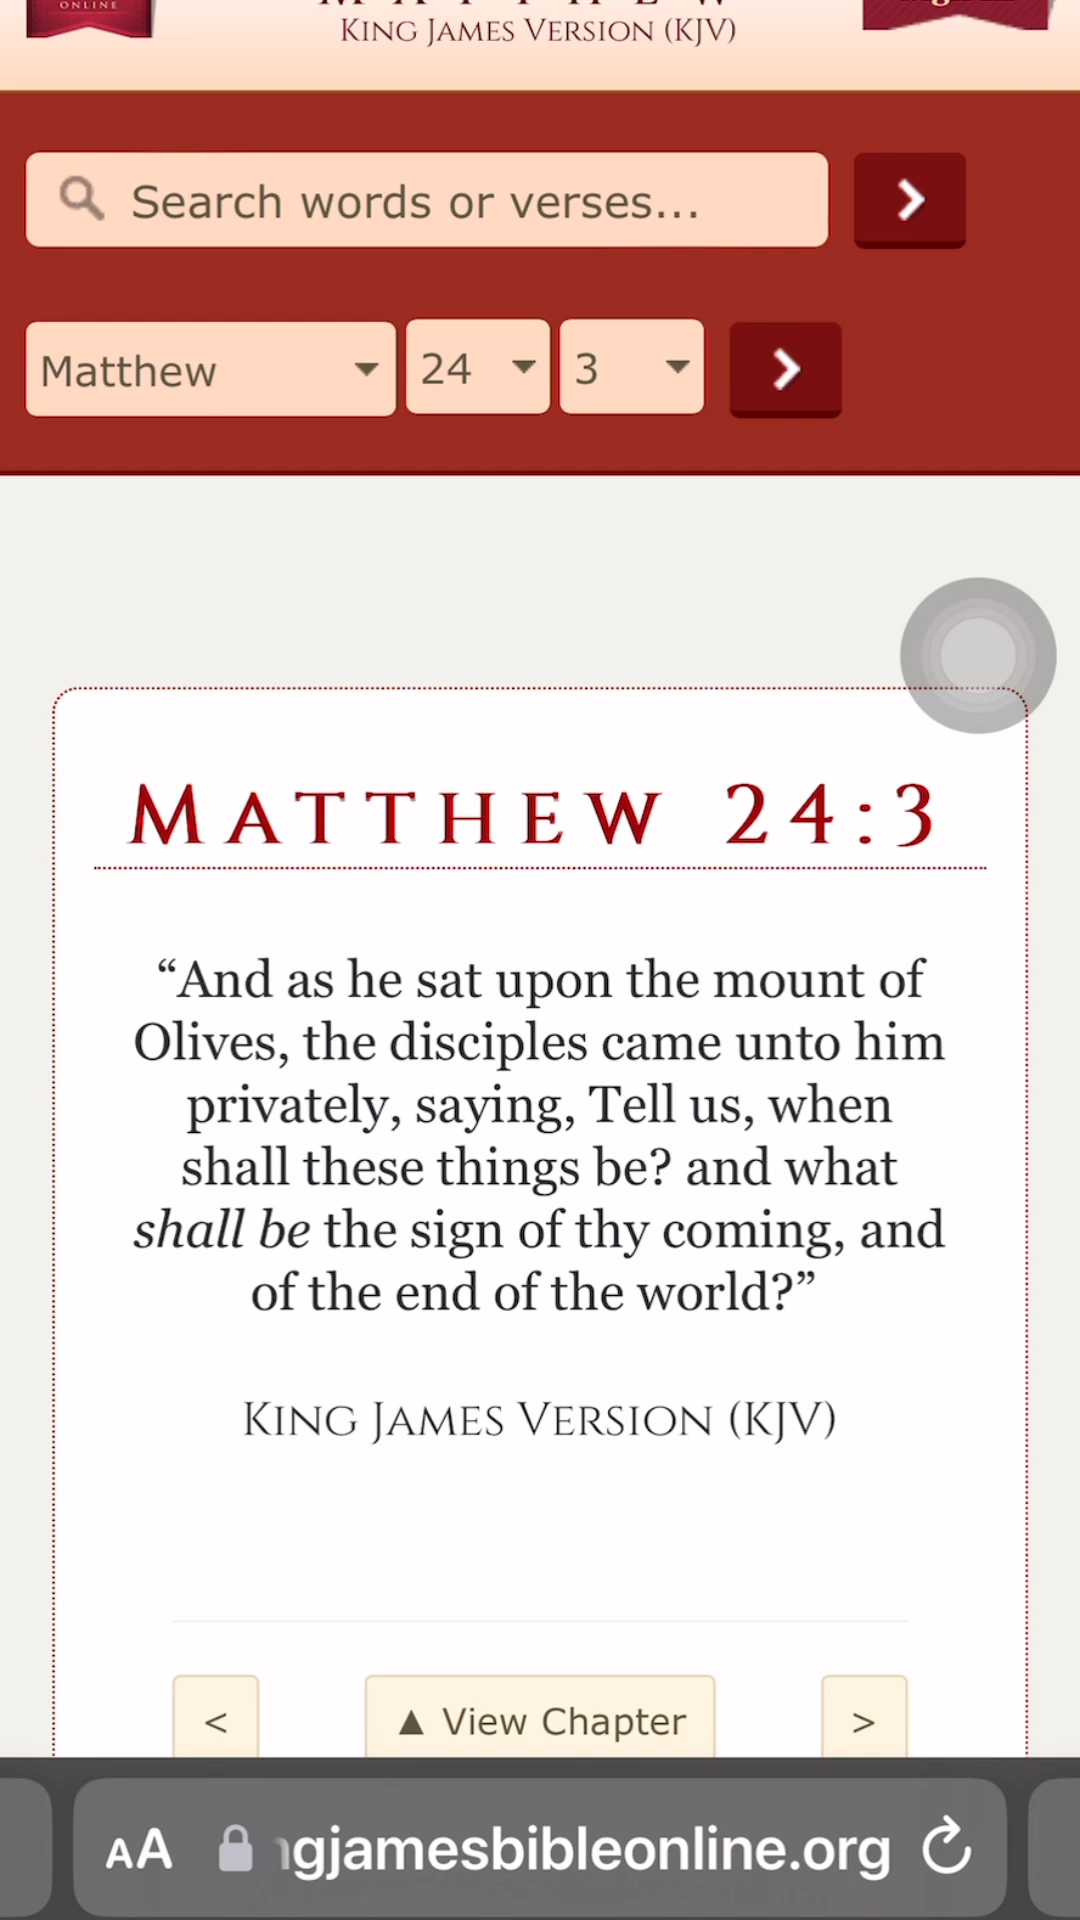 ONLINE
KING JAMES VERSION (KJV)
Search words or verses...
Matthew 24 3
MATTHEW 24:3
“And as he sat upon the mount of
Olives, the disciples came unto him
privately, saying, Tell us, when
shall these things be? and what
shall be the sign of thy coming, and
of the end of the world?”
KING JAMES VERSION (KJV)
< ▲ View Chapter >
AA gjamesbibleonline.org